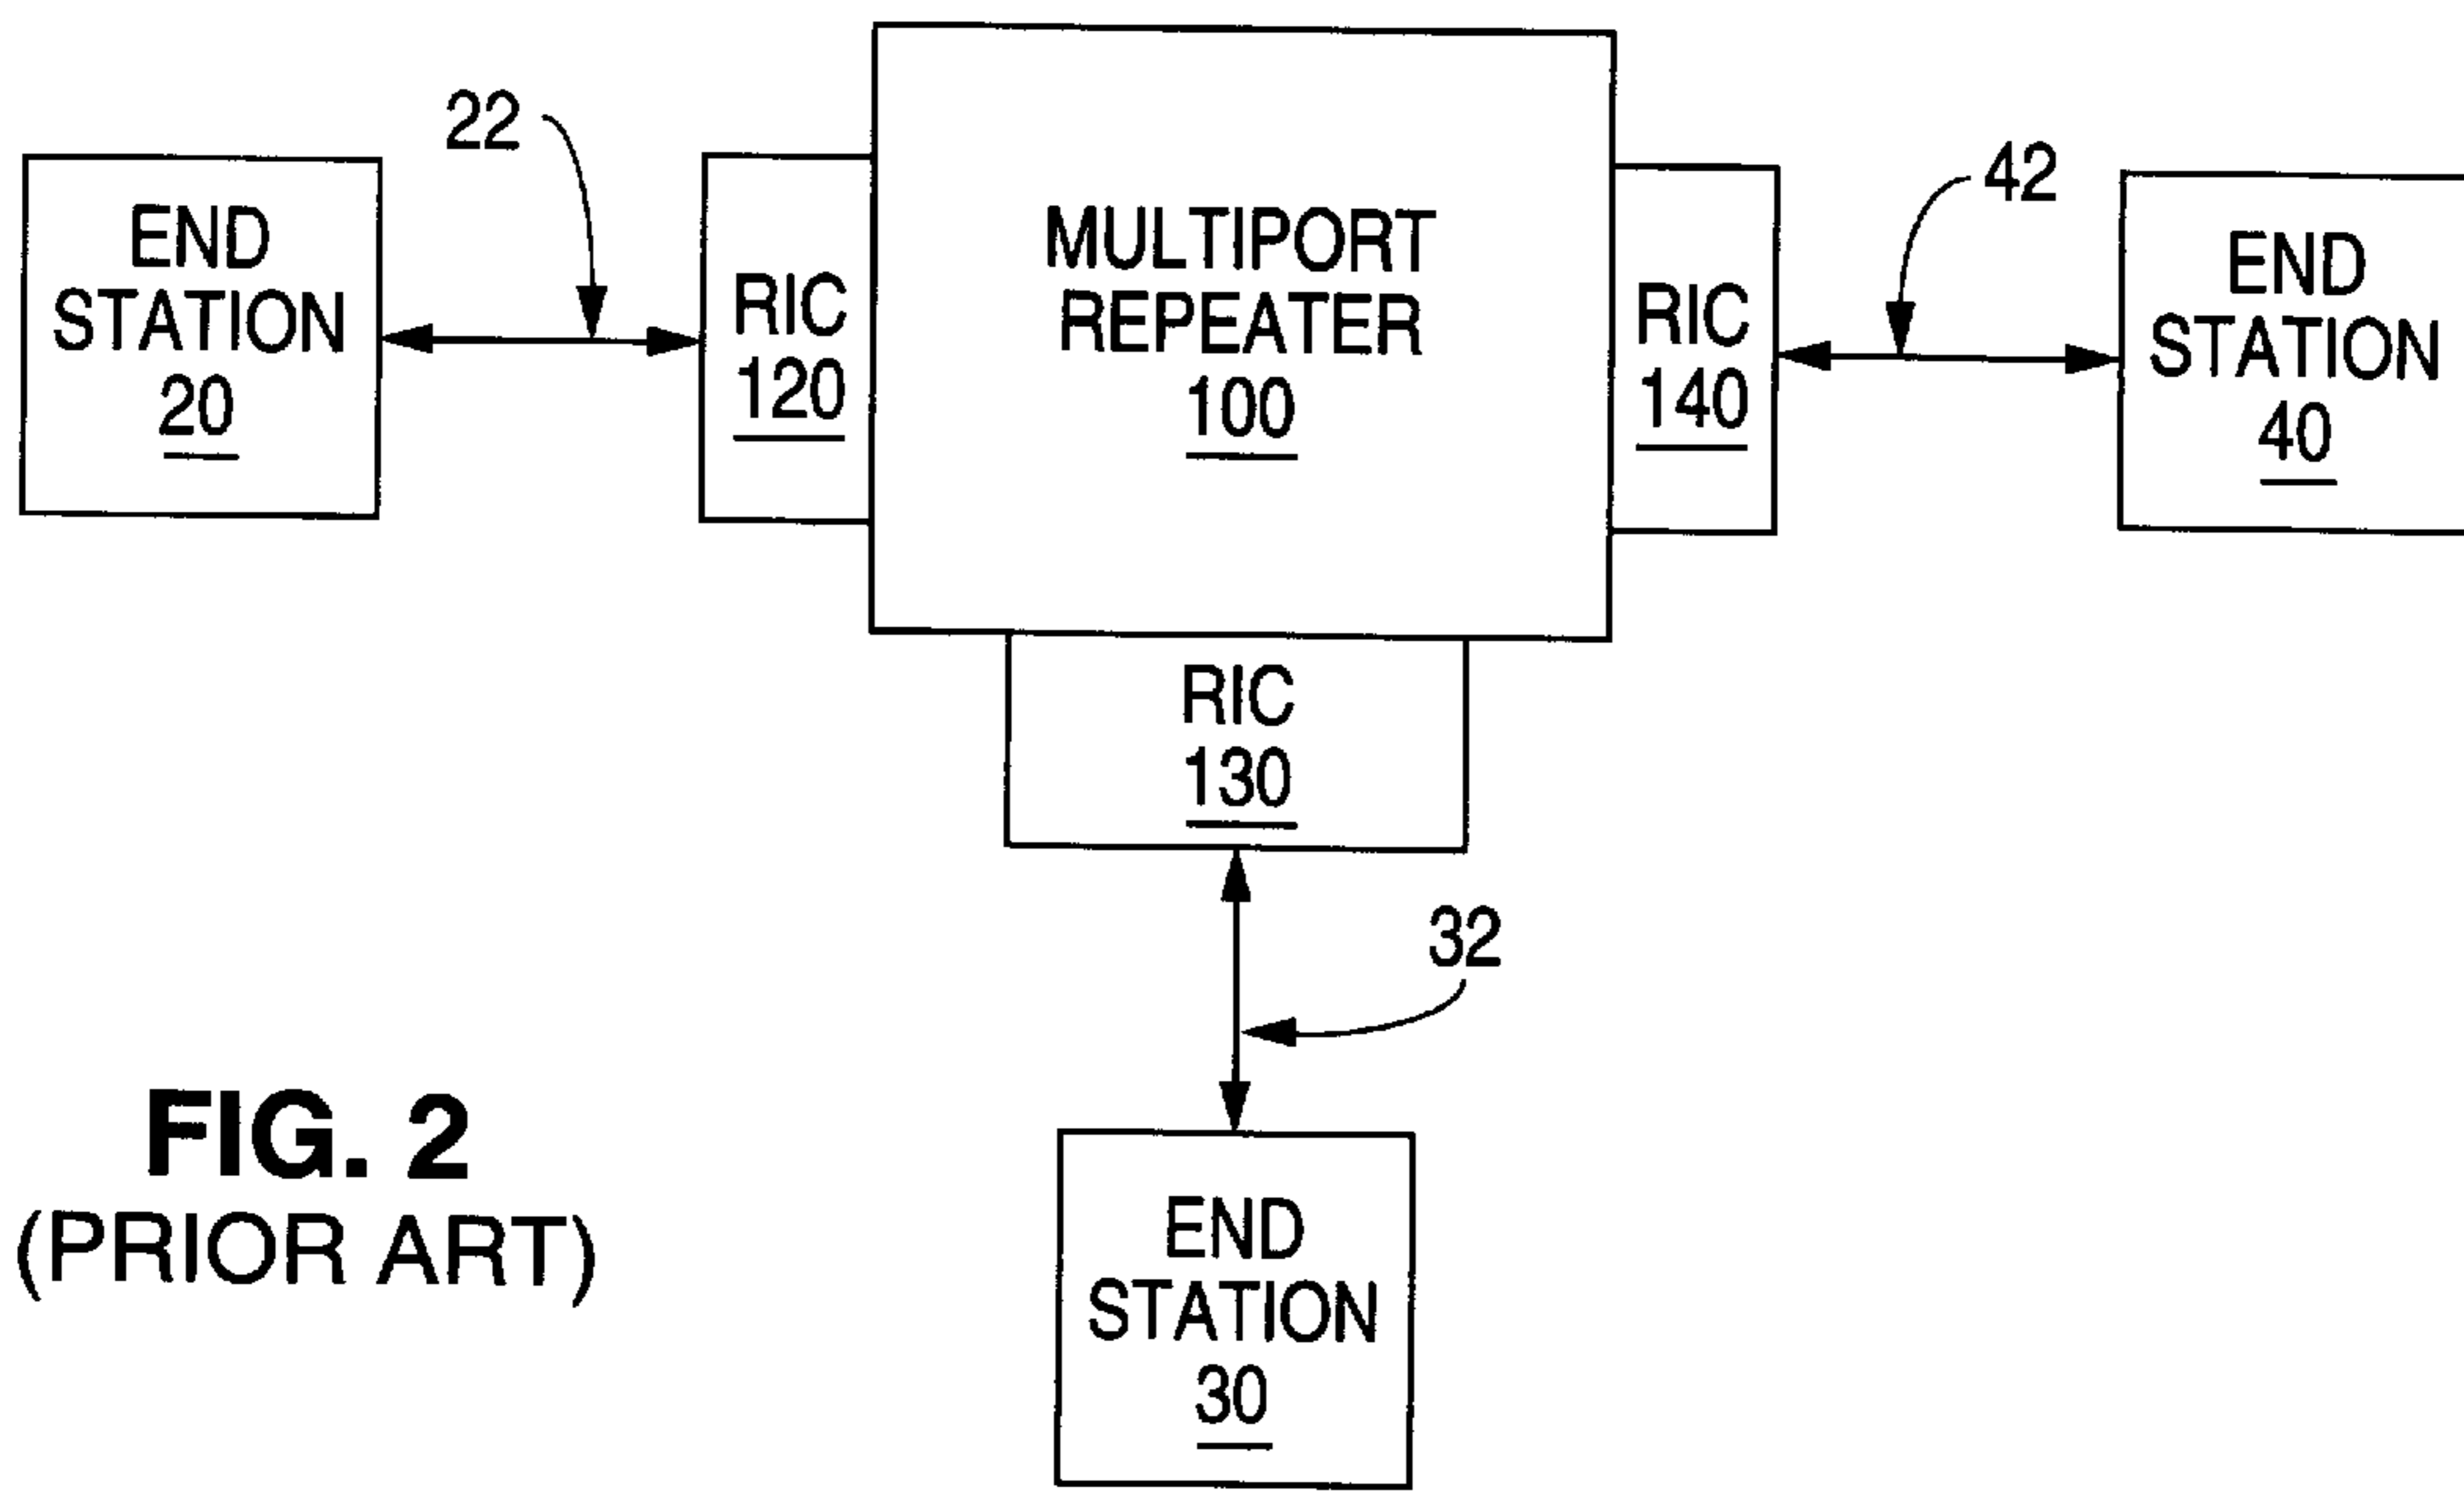 22
42
END
STATION
20
RIC
120
MULTIPORT
REPEATER
100
RIC
140
END
STATION
40
RIC
130
32
END
STATION
30
FIG. 2
(PRIOR ART)